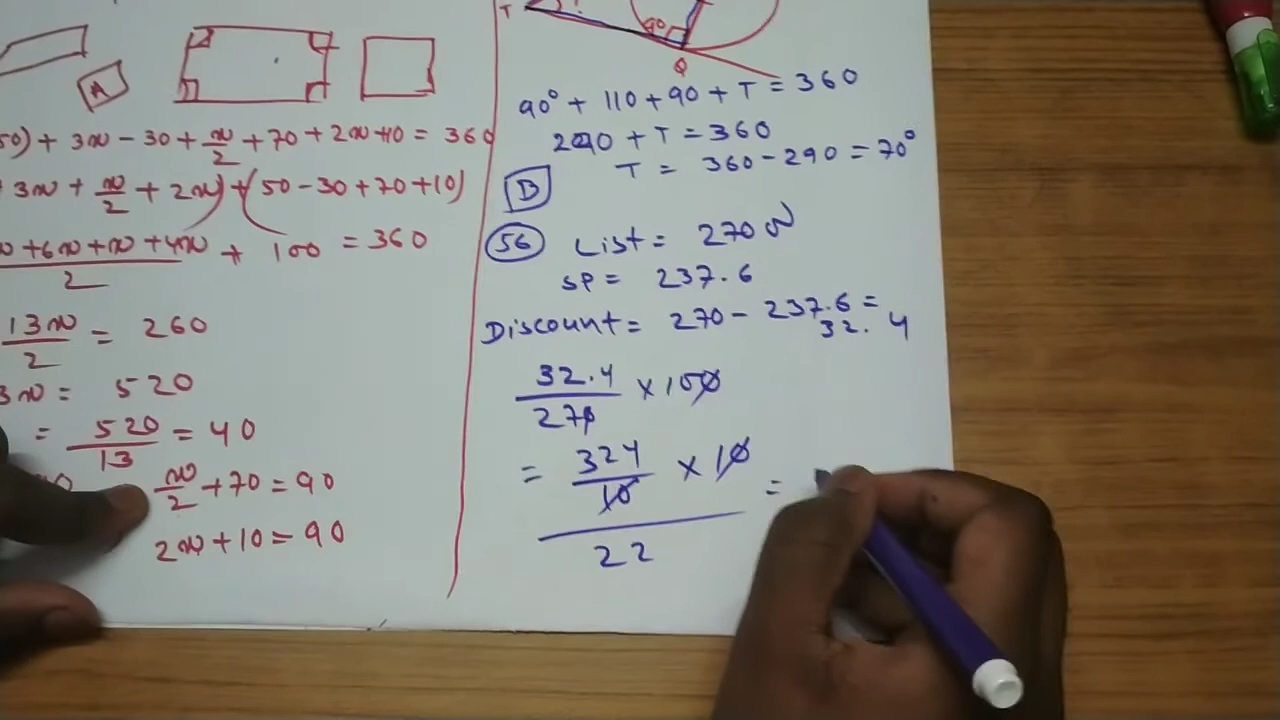 A
50) + 3x - 30 + x/2 + 70 + 2x + 10 = 360
3x + x/2 + 2x) + (50 - 30 + 70 + 10)
x + 6x + x + 4x / 2 + 100 = 360
13x/2 = 260
3x = 520
= 520/13 = 40
x/2 + 70 = 90
2x + 10 = 90
T
90
Q
90° + 110 + 90 + T = 360
290 + T = 360
T = 360 - 290 = 70°
B
56 List = 270
SP = 237.6
Discount = 270 - 237.6 =
32.4
32.4/270 × 100
= 324/10 × 10 =
22